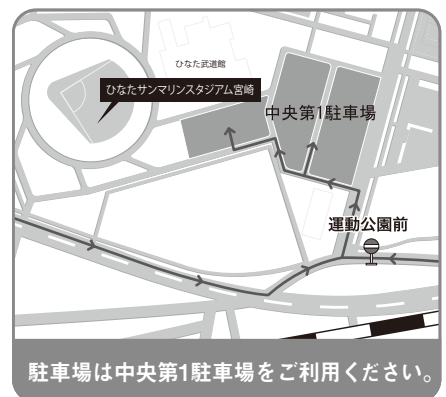 ひなた武道館
ひなたサンマリンスタジアム宮崎
中央第1駐車場
運動公園前
駐車場は中央第1駐車場をご利用ください。